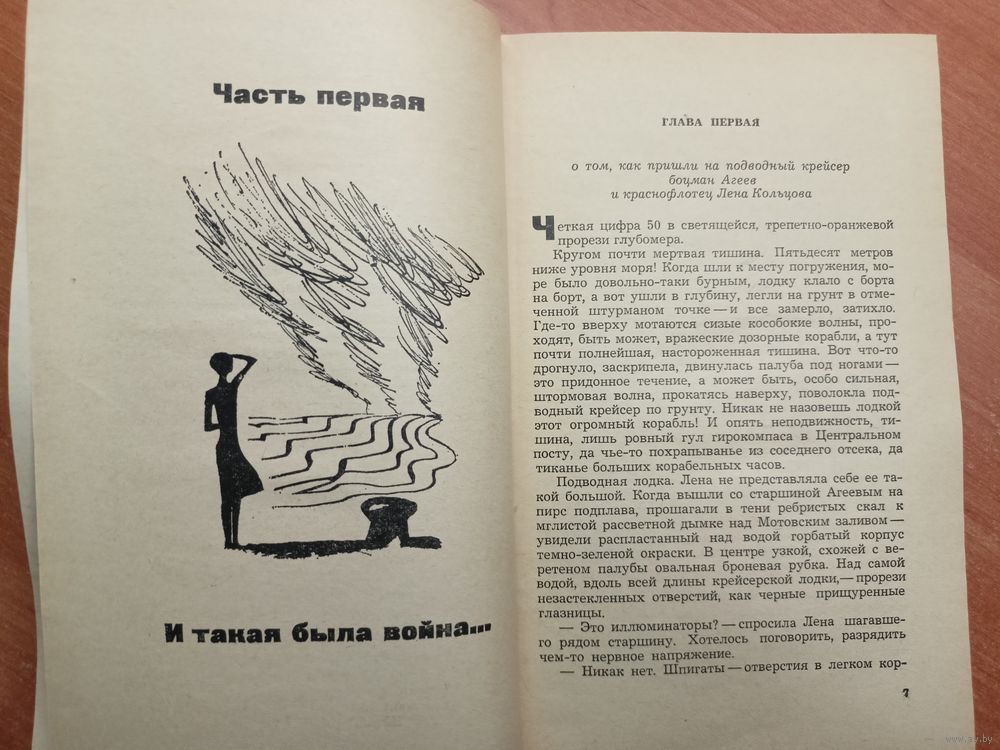 Часть первая
И такая была война...
ГЛАВА ПЕРВАЯ
о том, как пришли на подводный крейсер
боцман Агеев
и краснофлотец Лена Кольцова
Четкая цифра 50 в светящейся, трепетно-оранжевой
прорези глубомера.
Кругом почти мертвая тишина. Пятьдесят метров
ниже уровня моря! Когда шли к месту погружения, мо-
ре было довольно-таки бурным, лодку клало с борта
на борт, а вот ушли в глубину, легли на грунт в отме-
ченной штурманом точке — и все замерло, затихло.
Где-то вверху мотаются сизые кособокие волны, про-
ходят, быть может, вражеские дозорные корабли, а тут
почти полнейшая, настороженная тишина. Вот что-то
дрогнуло, заскрипела, двинулась палуба под ногами —
это придонное течение, а может быть, особо сильная,
штормовая волна, прокатясь наверху, поволокла под-
водный крейсер по грунту. Никак не назовешь лодкой
этот огромный корабль! И опять неподвижность, ти-
шина, лишь ровный гул гирокомпаса в Центральном
посту, да чье-то похрапыванье из соседнего отсека, да
тиканье больших корабельных часов.
Подводная лодка. Лена не представляла себе ее та-
кой большой. Когда вышли со старшиной Агеевым на
пирс подплава, прошагали в тени ребристых скал к
мглистой рассветной дымке над Мотовским заливом —
увидели распластанный над водой горбатый корпус
темно-зеленой окраски. В центре узкой, схожей с ве-
ретеном палубы овальная броневая рубка. Над самой
водой, вдоль всей длины крейсерской лодки,— прорези
незастекленных отверстий, как черные прищуренные
глазницы.
— Это иллюминаторы? — спросила Лена шагавше-
го рядом старшину. Хотелось поговорить, разрядить
чем-то нервное напряжение.
— Никак нет. Шпигаты — отверстия в легком кор-
7
www.ay.by